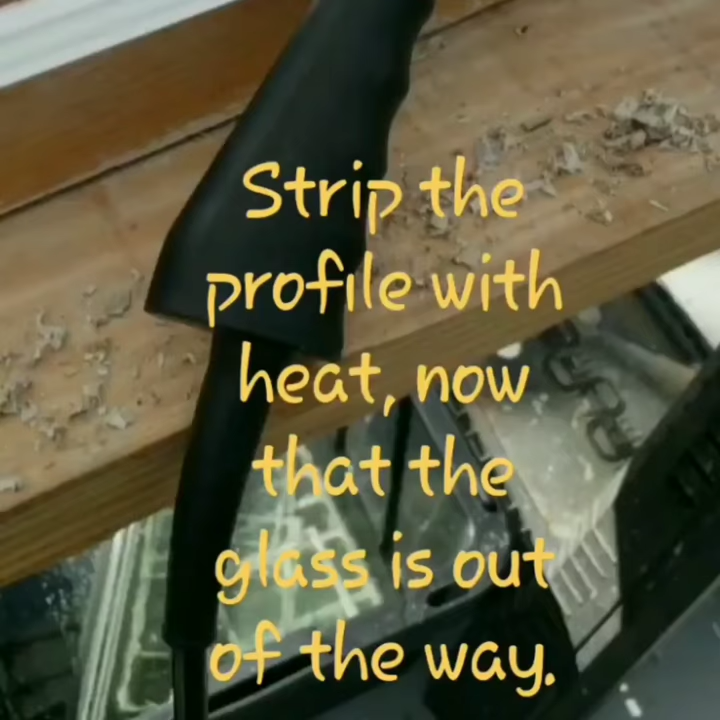 Strip the
profile with
heat, now
that the
glass is out
of the way.